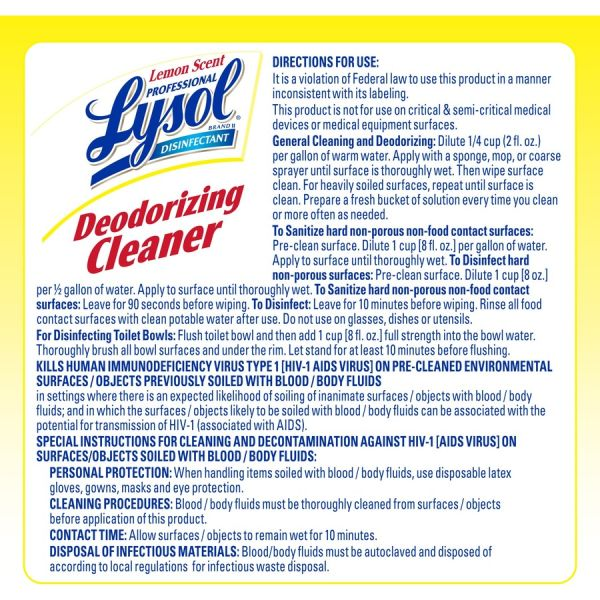 Lemon Scent
PROFESSIONAL
Lysol®
BRAND II
DISINFECTANT
Deodorizing
Cleaner
DIRECTIONS FOR USE:
It is a violation of Federal law to use this product in a manner
inconsistent with its labeling.
This product is not for use on critical & semi-critical medical
devices or medical equipment surfaces.
General Cleaning and Deodorizing: Dilute 1/4 cup (2 fl. oz.)
per gallon of warm water. Apply with a sponge, mop, or coarse
sprayer until surface is thoroughly wet. Then wipe surface
clean. For heavily soiled surfaces, repeat until surface is
clean. Prepare a fresh bucket of solution every time you clean
or more often as needed.
To Sanitize hard non-porous non-food contact surfaces:
Pre-clean surface. Dilute 1 cup [8 fl. oz.] per gallon of water.
Apply to surface until thoroughly wet. To Disinfect hard
non-porous surfaces: Pre-clean surface. Dilute 1 cup [8 oz.]
per ½ gallon of water. Apply to surface until thoroughly wet. To Sanitize hard non-porous non-food contact
surfaces: Leave for 90 seconds before wiping. To Disinfect: Leave for 10 minutes before wiping. Rinse all food
contact surfaces with clean potable water after use. Do not use on glasses, dishes or utensils.
For Disinfecting Toilet Bowls: Flush toilet bowl and then add 1 cup [8 fl. oz.] full strength into the bowl water.
Thoroughly brush all bowl surfaces and under the rim. Let stand for at least 10 minutes before flushing.
KILLS HUMAN IMMUNODEFICIENCY VIRUS TYPE 1 [HIV-1 AIDS VIRUS] ON PRE-CLEANED ENVIRONMENTAL
SURFACES / OBJECTS PREVIOUSLY SOILED WITH BLOOD / BODY FLUIDS
in settings where there is an expected likelihood of soiling of inanimate surfaces / objects with blood / body
fluids; and in which the surfaces / objects likely to be soiled with blood / body fluids can be associated with the
potential for transmission of HIV-1 (associated with AIDS).
SPECIAL INSTRUCTIONS FOR CLEANING AND DECONTAMINATION AGAINST HIV-1 [AIDS VIRUS] ON
SURFACES/OBJECTS SOILED WITH BLOOD / BODY FLUIDS:
PERSONAL PROTECTION: When handling items soiled with blood / body fluids, use disposable latex
gloves, gowns, masks and eye protection.
CLEANING PROCEDURES: Blood / body fluids must be thoroughly cleaned from surfaces / objects
before application of this product.
CONTACT TIME: Allow surfaces / objects to remain wet for 10 minutes.
DISPOSAL OF INFECTIOUS MATERIALS: Blood/body fluids must be autoclaved and disposed of
according to local regulations for infectious waste disposal.